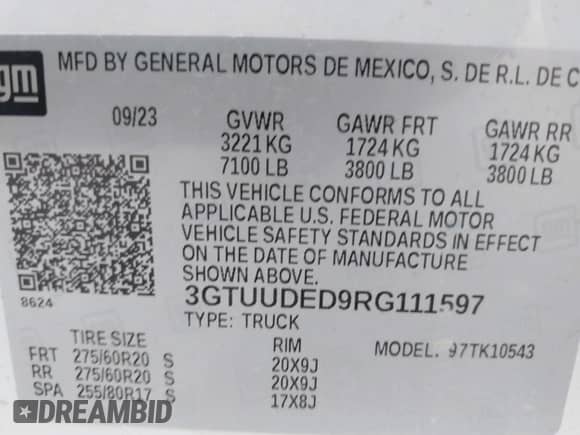 gm
MFD BY GENERAL MOTORS DE MEXICO, S. DE R.L. DE C
09/23 GVWR GAWR FRT GAWR RR
3221 KG 1724 KG 1724 KG
7100 LB 3800 LB 3800 LB
THIS VEHICLE CONFORMS TO ALL
APPLICABLE U.S. FEDERAL MOTOR
VEHICLE SAFETY STANDARDS IN EFFECT
ON THE DATE OF MANUFACTURE
SHOWN ABOVE.
8624
3GTUUDED9RG111597
TYPE: TRUCK
TIRE SIZE RIM MODEL: 97TK10543
FRT 275/60R20 S 20X9J
RR 275/60R20 S 20X9J
SPA 255/80R17 S 17X8J
DREAMBID